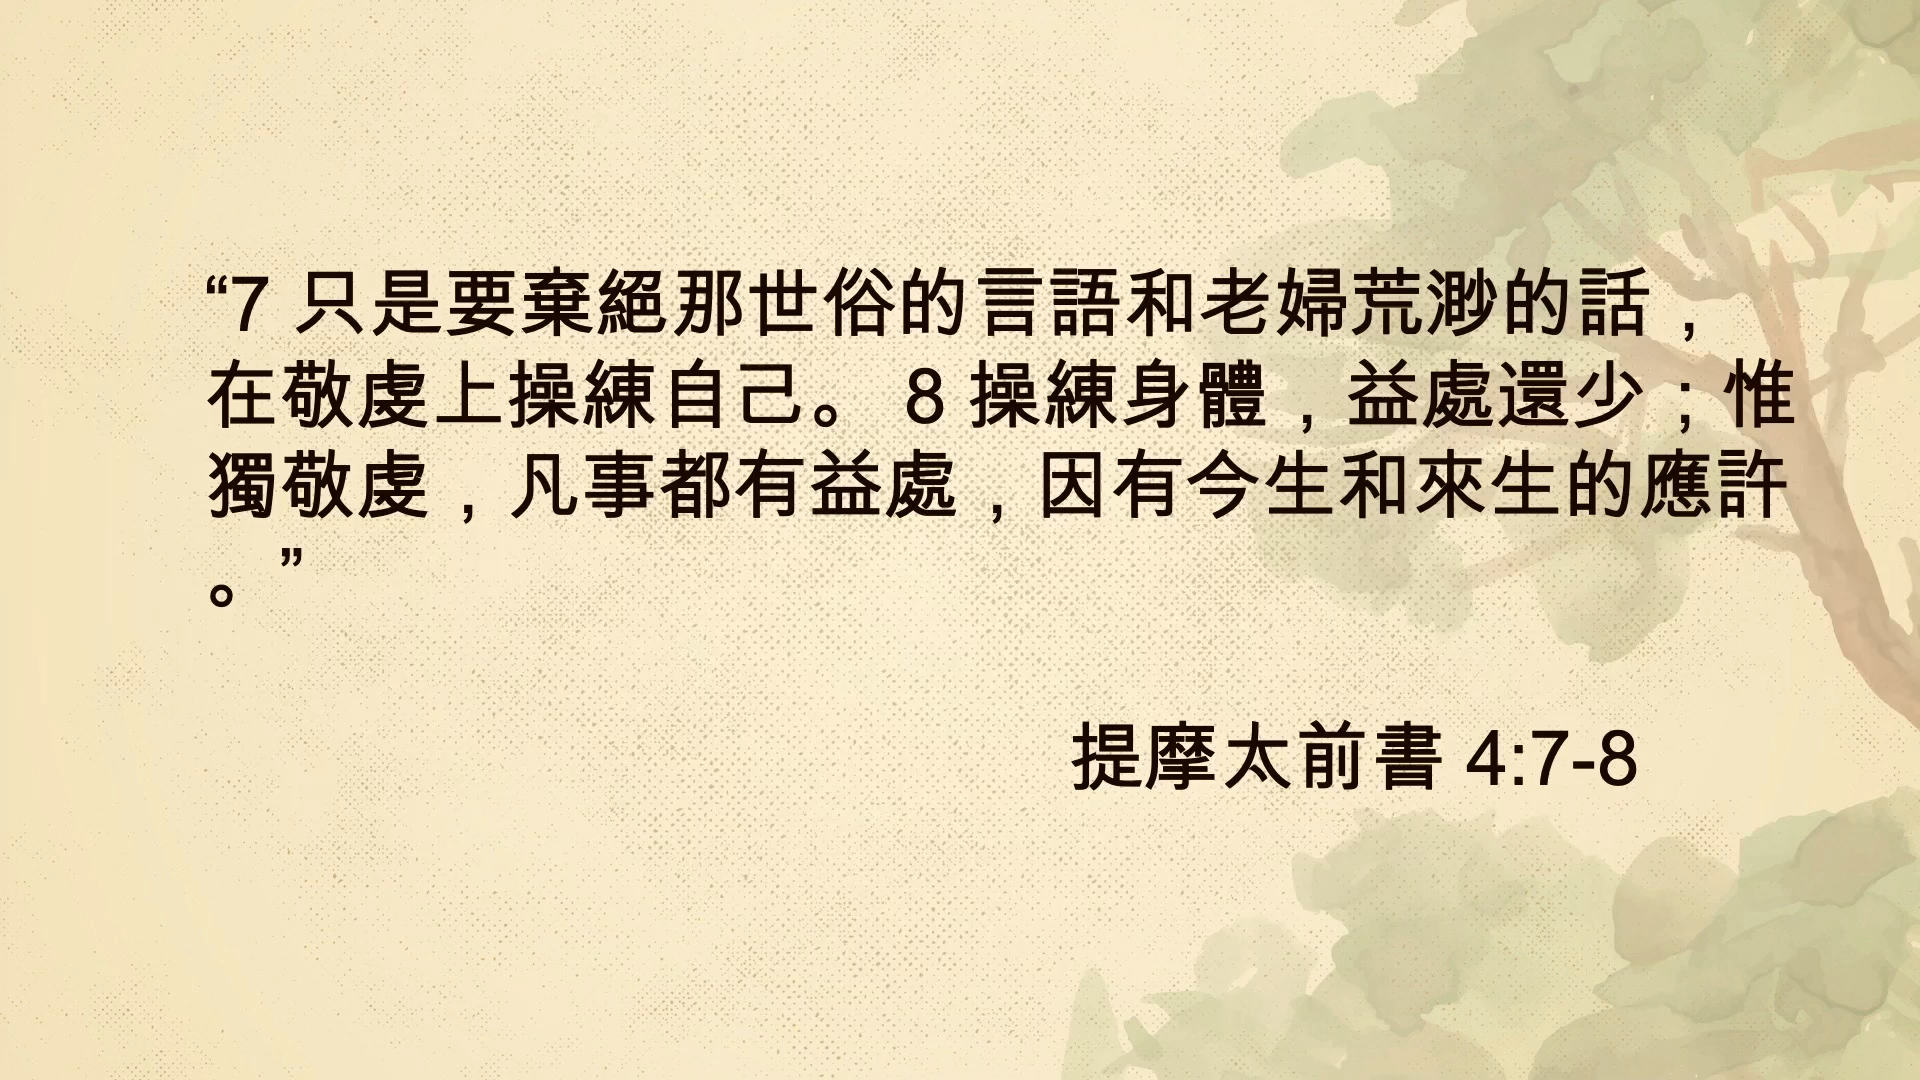 “7 只是要棄絕那世俗的言語和老婦荒渺的話，
在敬虔上操練自己。 8 操練身體，益處還少；惟
獨敬虔，凡事都有益處，因有今生和來生的應許
。”
提摩太前書 4:7-8